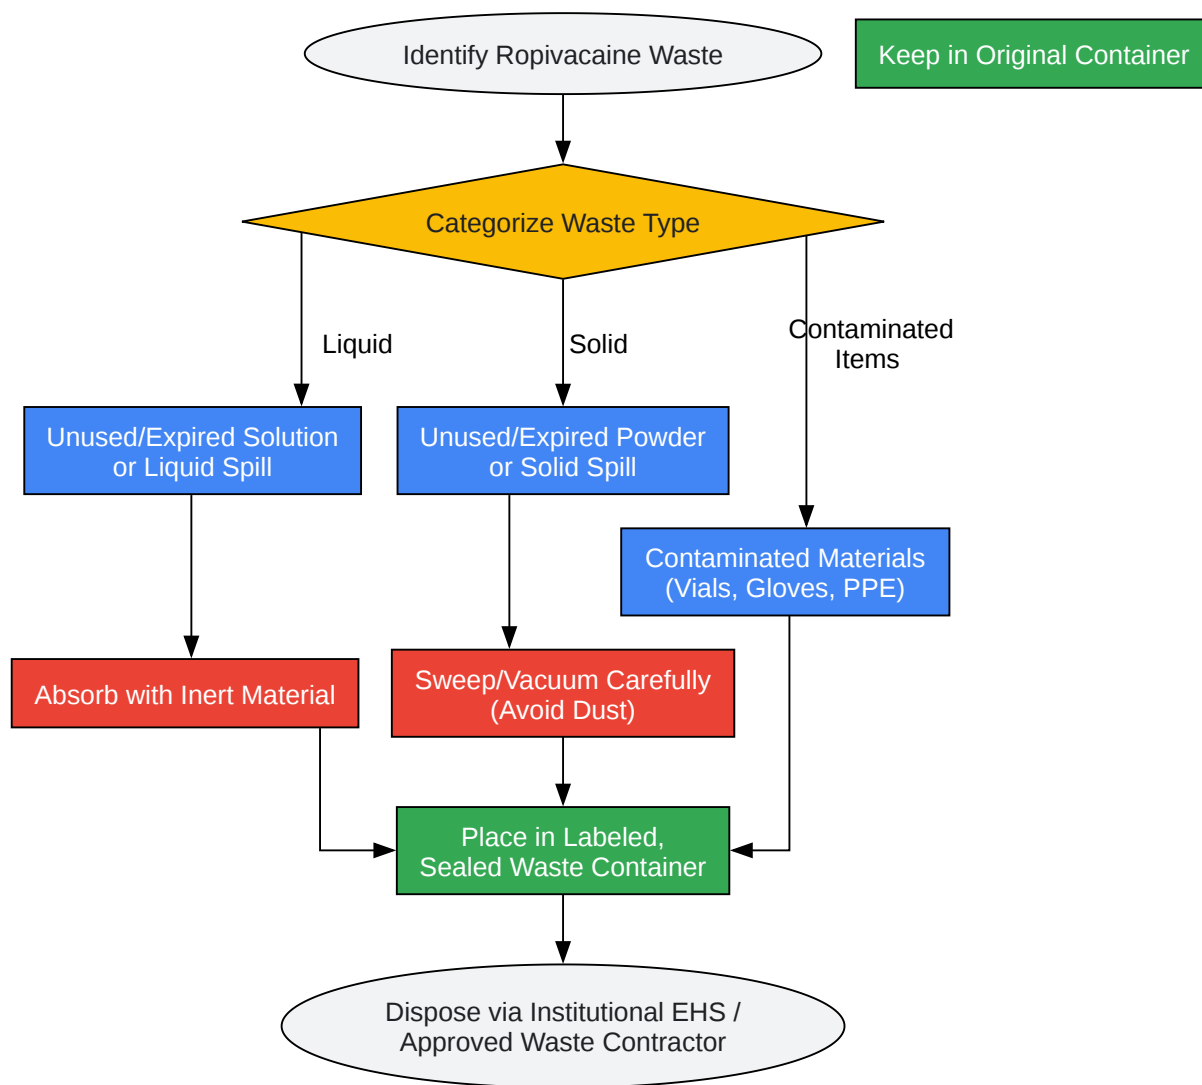 Identify Ropivacaine Waste
Keep in Original Container
Categorize Waste Type
Liquid
Solid
Contaminated
Items
Unused/Expired Solution
or Liquid Spill
Unused/Expired Powder
or Solid Spill
Contaminated Materials
(Vials, Gloves, PPE)
Absorb with Inert Material
Sweep/Vacuum Carefully
(Avoid Dust)
Place in Labeled,
Sealed Waste Container
Dispose via Institutional EHS /
Approved Waste Contractor